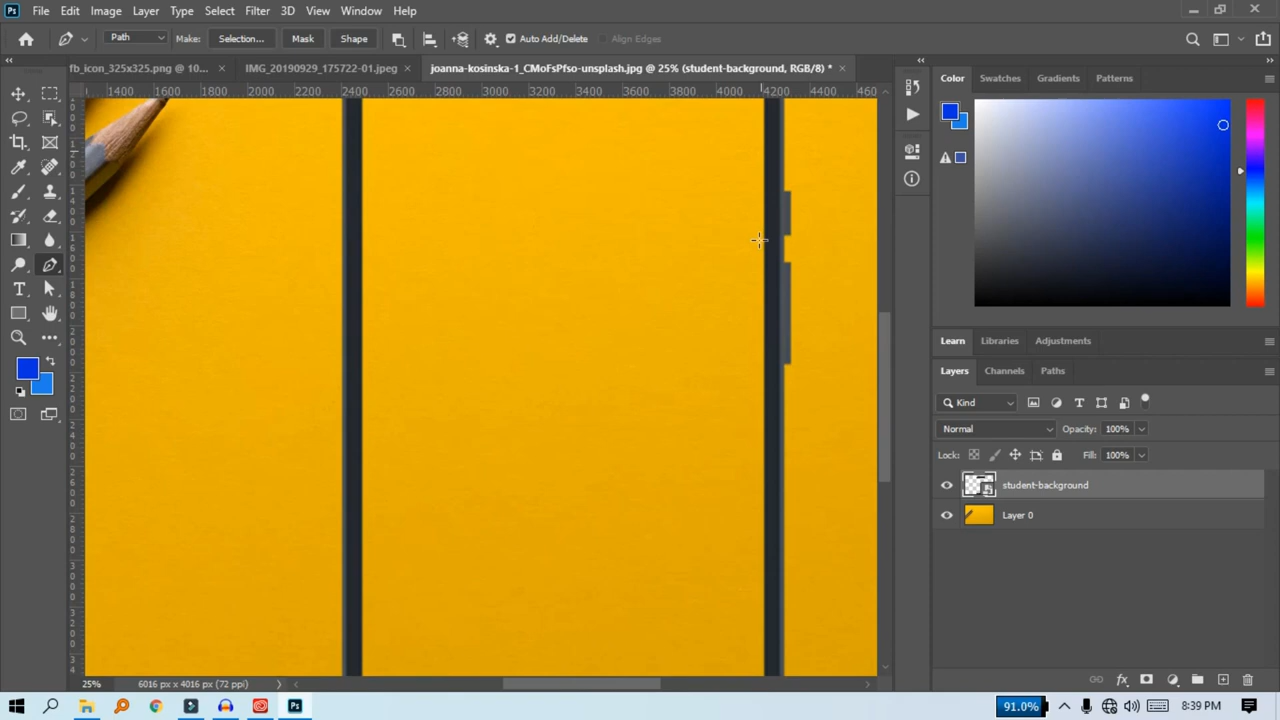 Ps File Edit Image Layer Type Select Filter 3D View Window Help
Path Make: Selection... Mask Shape Auto Add/Delete Align Edges
fb_icon_325x325.png @ 10... × IMG_20190929_175722-01.jpeg × joanna-kosinska-1_CMoFsPfso-unsplash.jpg @ 25% (student-background, RGB/8) * ×
1400 1600 1800 2000 2200 2400 2600 2800 3000 3200 3400 3600 3800 4000 4200 4400 460
Color Swatches Gradients Patterns
Learn Libraries Adjustments
Layers Channels Paths
Kind
Normal Opacity: 100%
Lock: Fill: 100%
student-background
Layer 0
25% 6016 px x 4016 px (72 ppi)
91.0% 8:39 PM